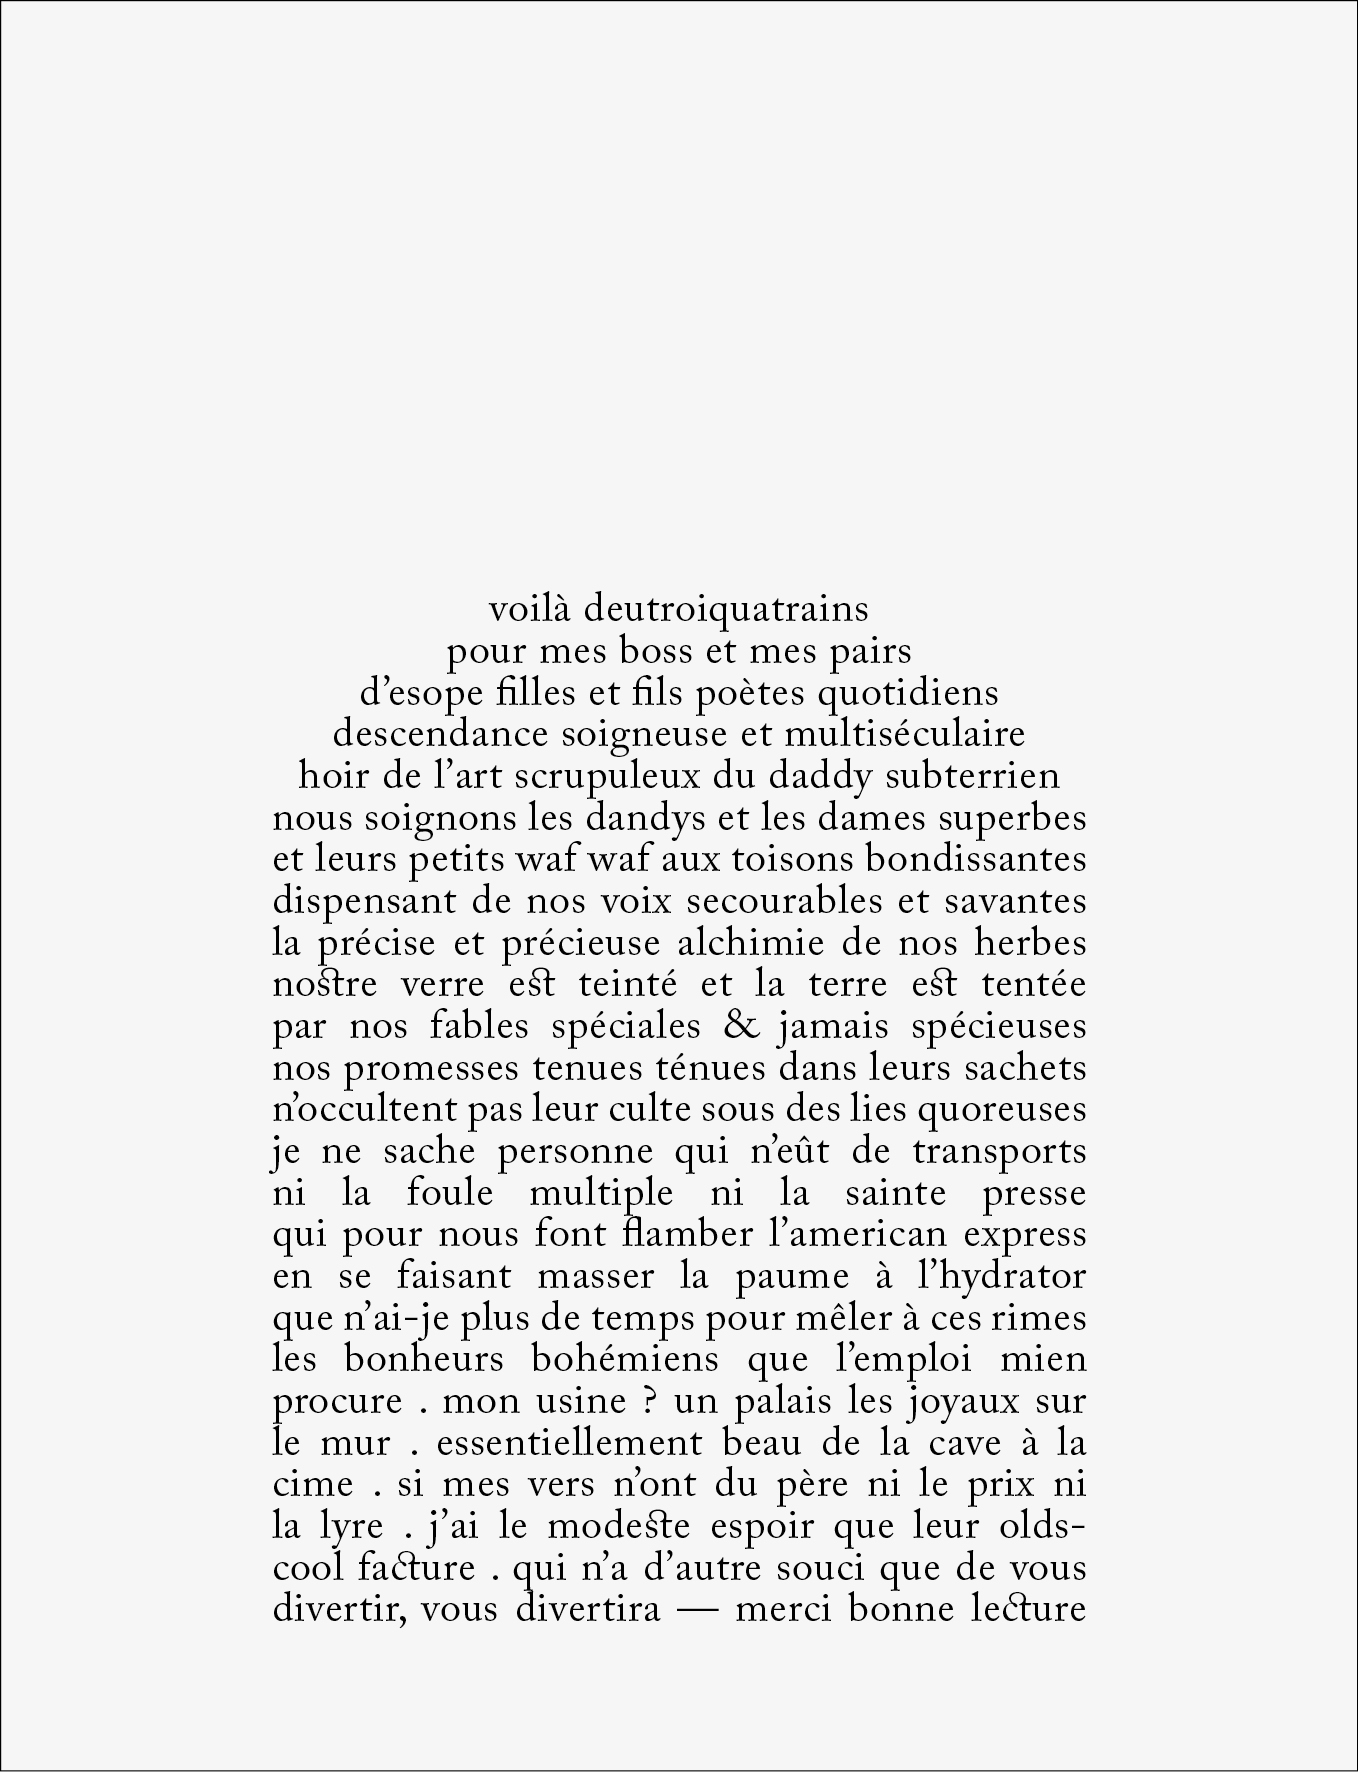 voilà deutroiquatrains
pour mes boss et mes pairs
d’esope filles et fils poètes quotidiens
descendance soigneuse et multiséculaire
hoir de l’art scrupuleux du daddy subterrien
nous soignons les dandys et les dames superbes
et leurs petits waf waf aux toisons bondissantes
dispensant de nos voix secourables et savantes
la précise et précieuse alchimie de nos herbes
nostre verre est teinté et la terre est tentée
par nos fables spéciales & jamais spécieuses
nos promesses tenues ténues dans leurs sachets
n’occultent pas leur culte sous des lies quoreuses
je ne sache personne qui n’eût de transports
ni la foule multiple ni la sainte presse
qui pour nous font flamber l’american express
en se faisant masser la paume à l’hydrator
que n’ai-je plus de temps pour mêler à ces rimes
les bonheurs bohémiens que l’emploi mien
procure . mon usine ? un palais les joyaux sur
le mur . essentiellement beau de la cave à la
cime . si mes vers n’ont du père ni le prix ni
la lyre . j’ai le modeste espoir que leur olds-
cool facture . qui n’a d’autre souci que de vous
divertir, vous divertira — merci bonne lecture